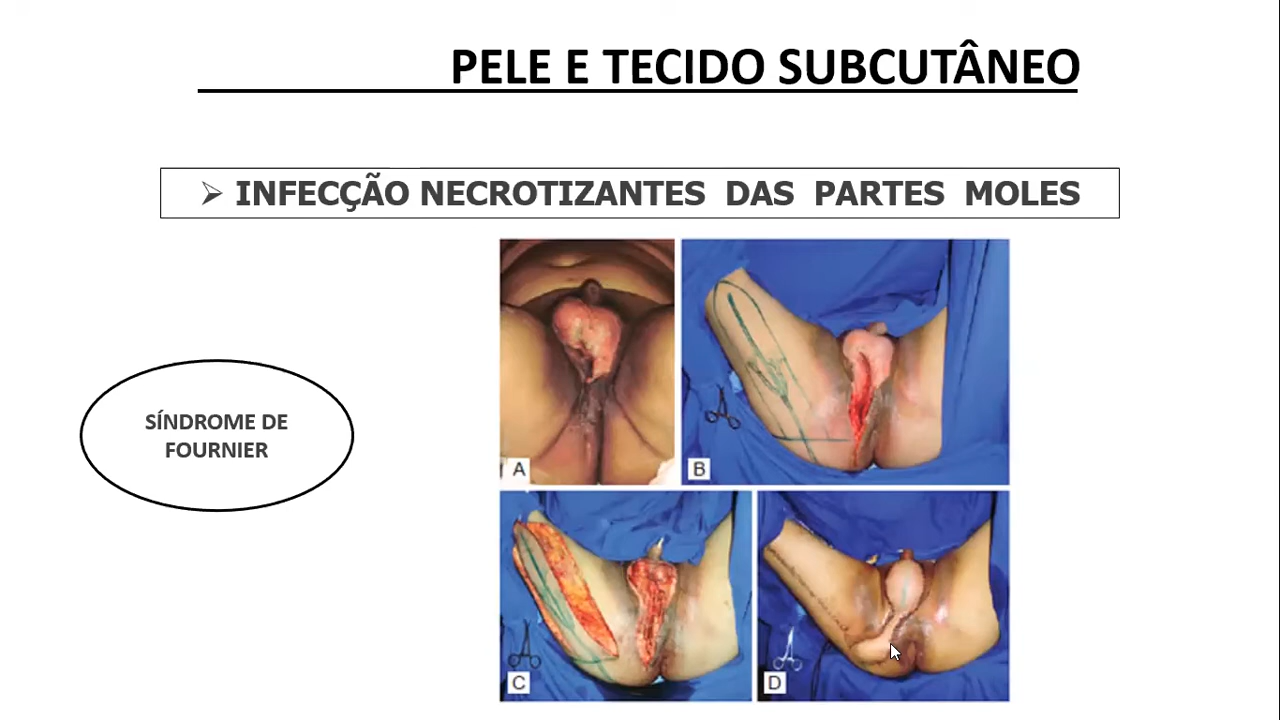 PELE E TECIDO SUBCUTÂNEO
➢ INFECÇÃO NECROTIZANTES DAS PARTES MOLES
SÍNDROME DE
FOURNIER
A
B
C
D